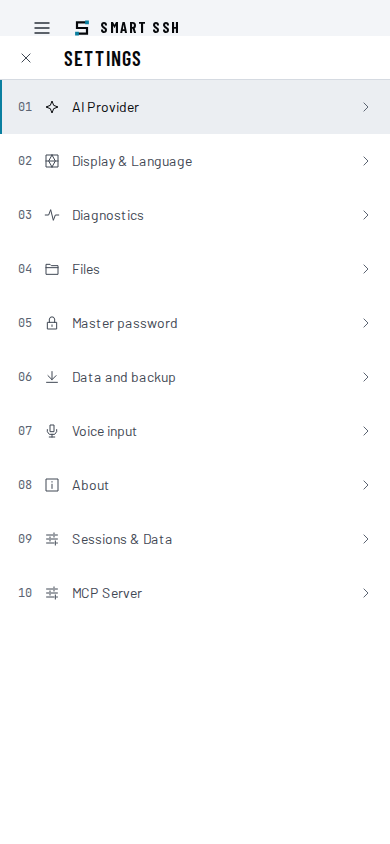 SMART SSH
SETTINGS
01 AI Provider
02 Display & Language
03 Diagnostics
04 Files
05 Master password
06 Data and backup
07 Voice input
08 About
09 Sessions & Data
10 MCP Server